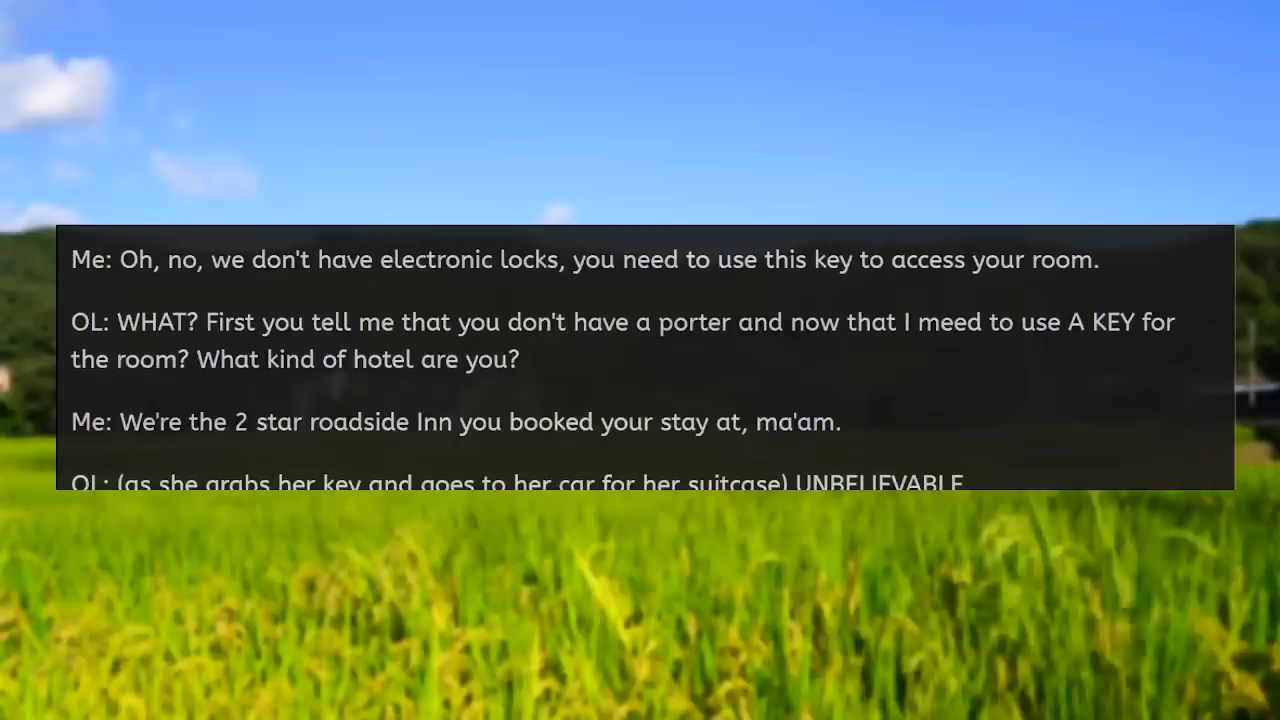 Me: Oh, no, we don't have electronic locks, you need to use this key to access your room.
OL: WHAT? First you tell me that you don't have a porter and now that I meed to use A KEY for
the room? What kind of hotel are you?
Me: We're the 2 star roadside Inn you booked your stay at, ma'am.
OL: (as she grabs her key and goes to her car for her suitcase) UNBELIEVABLE